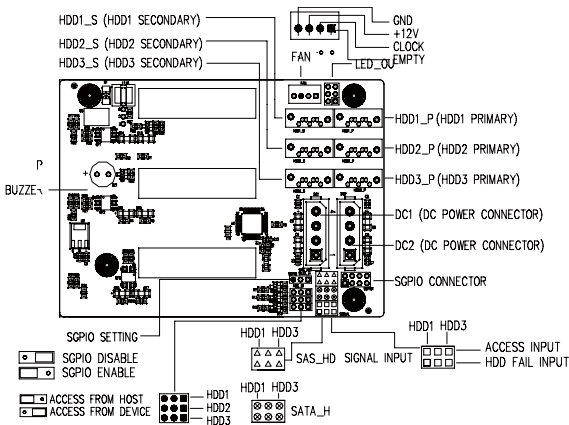 HDD1_S (HDD1 SECONDARY)
HDD2_S (HDD2 SECONDARY)
HDD3_S (HDD3 SECONDARY)
GND
+12V
CLOCK
EMPTY
FAN
LED_OU
HDD1_P (HDD1 PRIMARY)
HDD2_P (HDD2 PRIMARY)
HDD3_P (HDD3 PRIMARY)
P
BUZZE
DC1 (DC POWER CONNECTOR)
DC2 (DC POWER CONNECTOR)
SGPIO CONNECTOR
SGPIO SETTING
SGPIO DISABLE
SGPIO ENABLE
ACCESS FROM HOST
ACCESS FROM DEVICE
HDD1
HDD2
HDD3
HDD1 HDD3
SAS_HD
SIGNAL INPUT
HDD1 HDD3
SATA_H
HDD1 HDD3
ACCESS INPUT
HDD FAIL INPUT